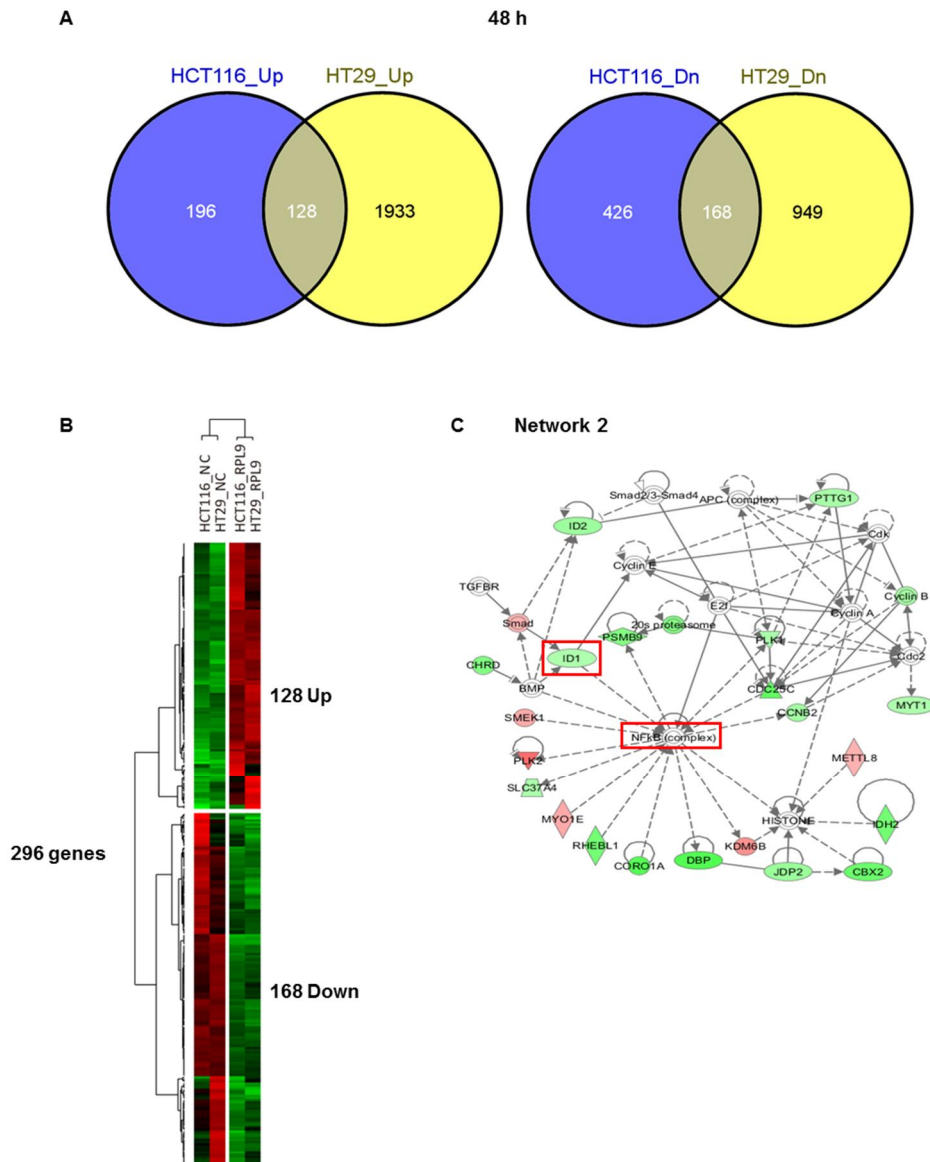 A 48 h
HCT116_Up HT29_Up HCT116_Dn HT29_Dn
196 128 1933 426 168 949
B
HCT116_NC
HT29_NC
HCT116_RPL9
HT29_RPL9
128 Up
296 genes
168 Down
C Network 2
Smad2/3-Smad4
APC (complex)
PTTG1
ID2
Cdk
Cyclin E
TGFBR
Cyclin B
E2f
Cyclin A
Smad
20s proteasome
PSMB9
PLK1
ID1
Cdc2
CHRD
BMP
CDC25C
MYT1
CCNB2
SMEK1
NFkB (complex)
PLK2
METTL8
SLC37A4
MYO1E
HISTONE
IDH2
RHEBL1
KDM6B
CORO1A
DBP
JDP2
CBX2